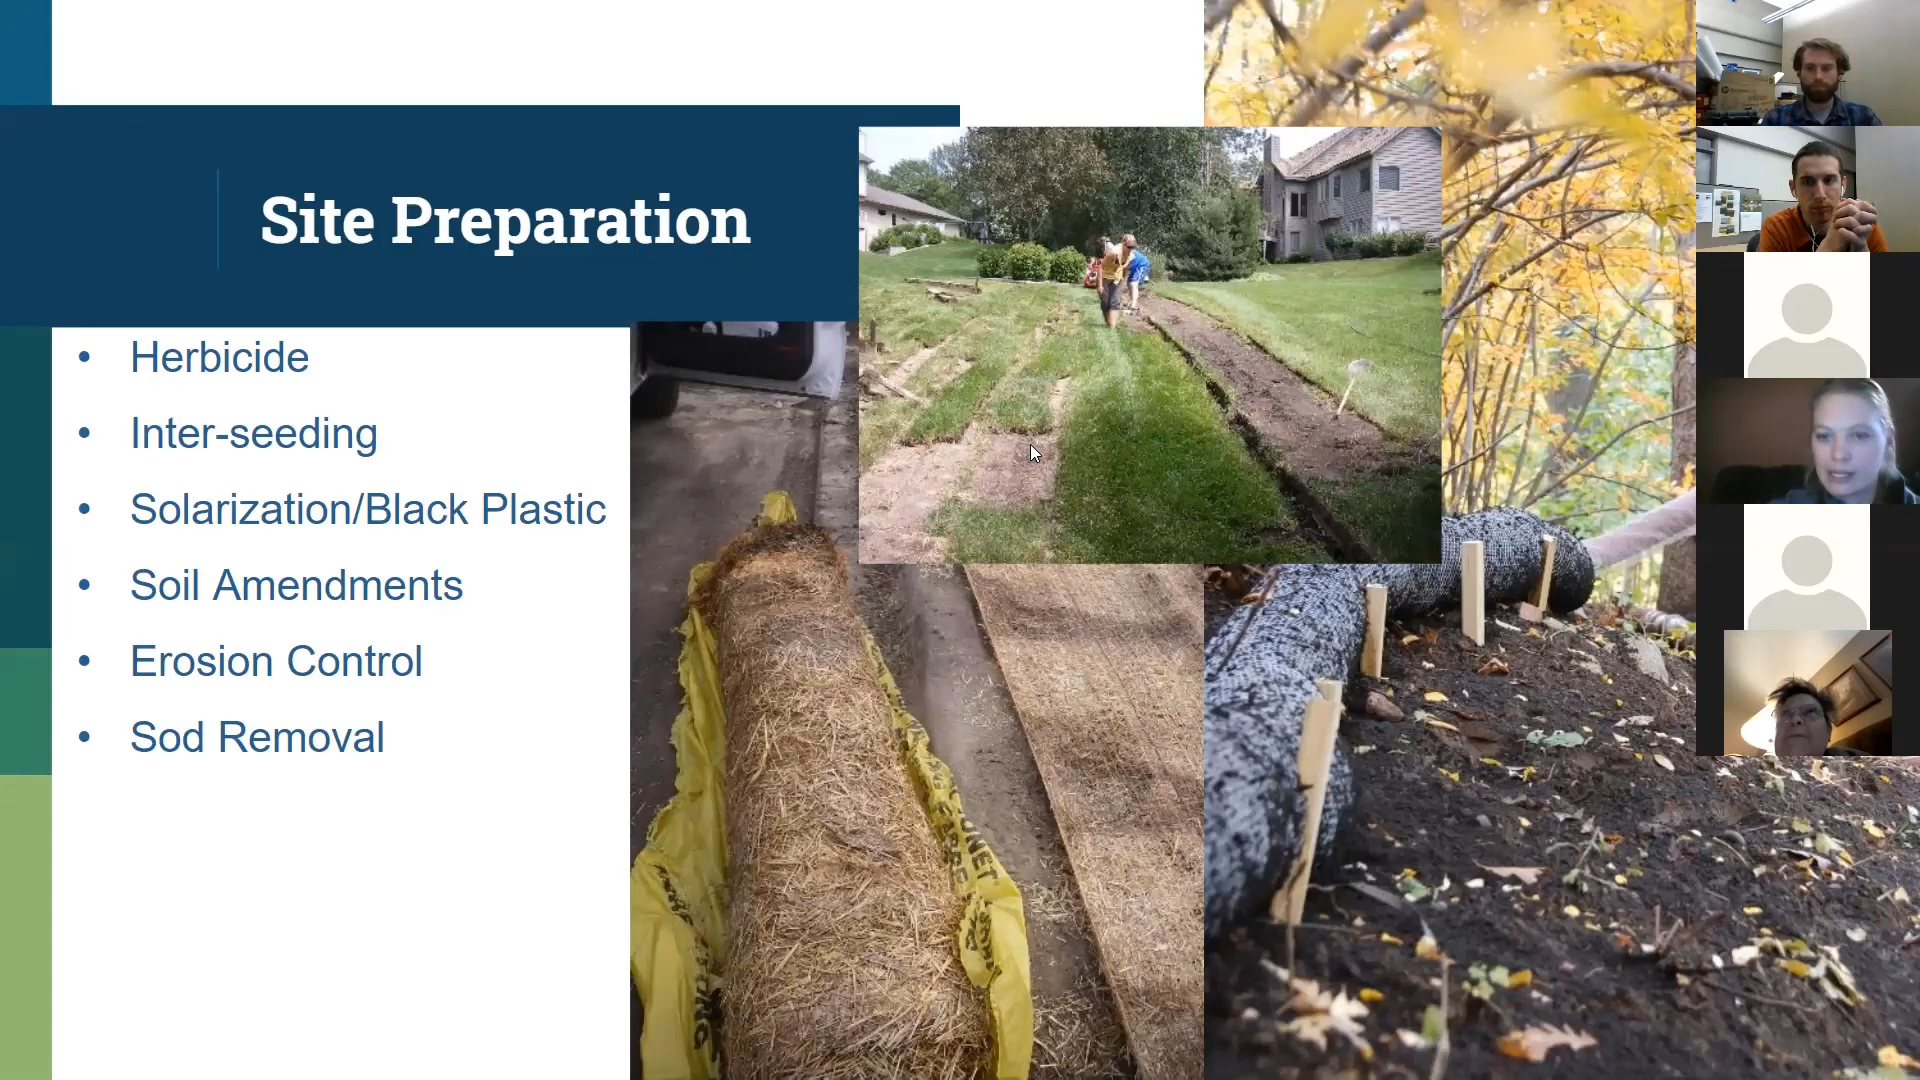 Site Preparation
• Herbicide
• Inter-seeding
• Solarization/Black Plastic
• Soil Amendments
• Erosion Control
• Sod Removal